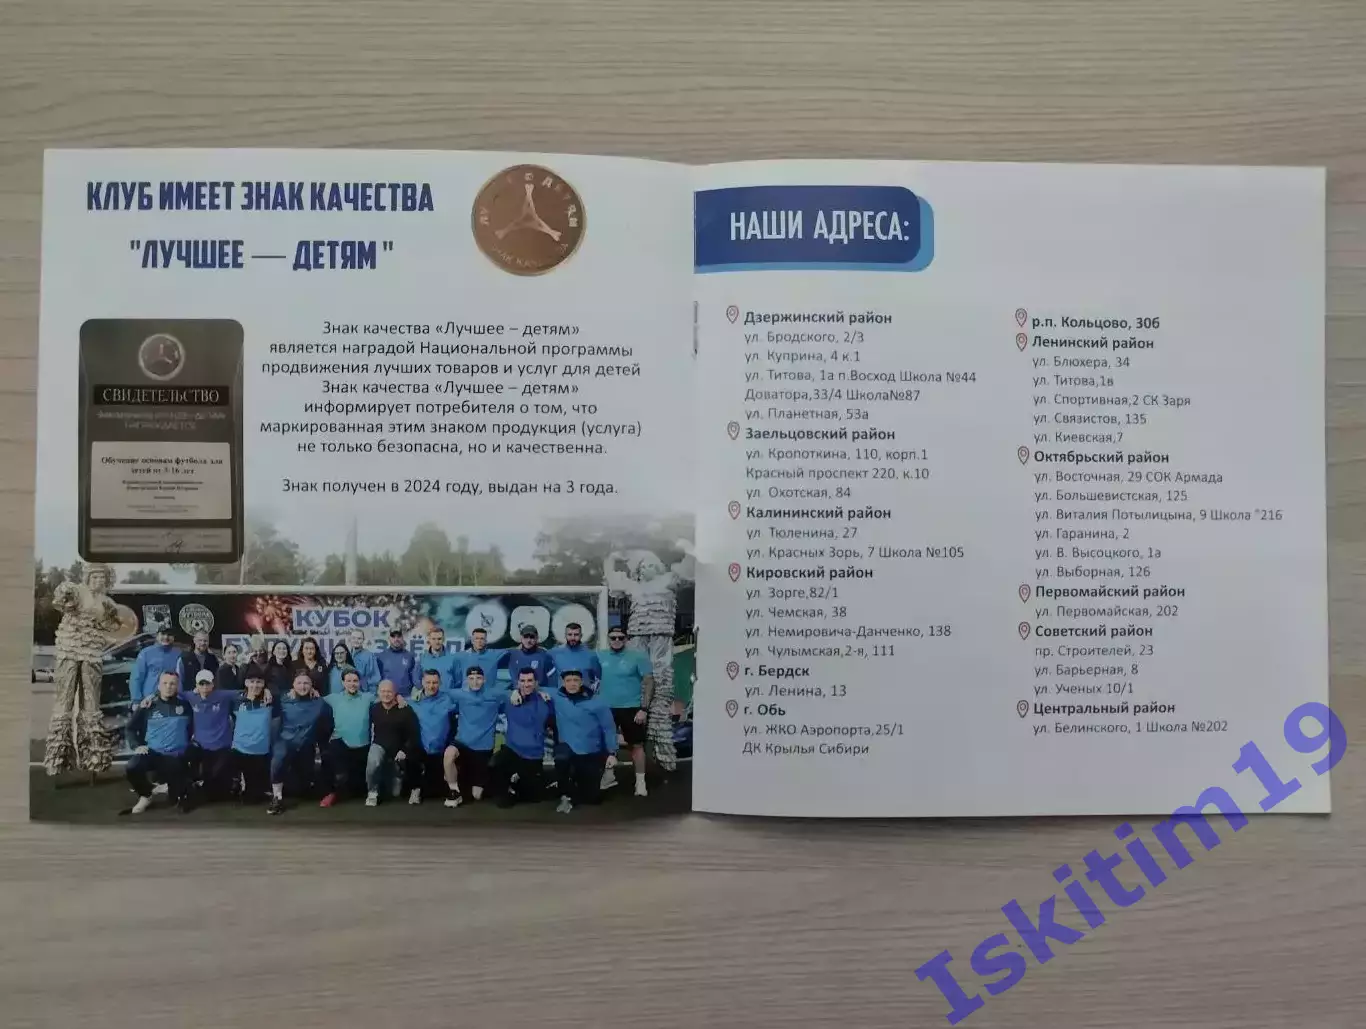 КЛУБ ИМЕЕТ ЗНАК КАЧЕСТВА
"ЛУЧШЕЕ — ДЕТЯМ"
Знак качества «Лучшее – детям»
является наградой Национальной программы
продвижения лучших товаров и услуг для детей
Знак качества «Лучшее – детям»
информирует потребителя о том, что
маркированная этим знаком продукция (услуга)
не только безопасна, но и качественна.
Знак получен в 2024 году, выдан на 3 года.
СВИДЕТЕЛЬСТВО
Обучение основам футбола для
детей от 3-16 лет
КУБОК
НАШИ АДРЕСА:
Дзержинский район
ул. Бродского, 2/3
ул. Куприна, 4 к.1
ул. Титова, 1а п.Восход Школа №44
Доватора,33/4 Школа№87
ул. Планетная, 53а
Заельцовский район
ул. Кропоткина, 110, корп.1
Красный проспект 220, к.10
ул. Охотская, 84
Калининский район
ул. Тюленина, 27
ул. Красных Зорь, 7 Школа №105
Кировский район
ул. Зорге,82/1
ул. Чемская, 38
ул. Немировича-Данченко, 138
ул. Чулымская,2-я, 111
г. Бердск
ул. Ленина, 13
г. Обь
ул. ЖКО Аэропорта,25/1
ДК Крылья Сибири
р.п. Кольцово, 30б
Ленинский район
ул. Блюхера, 34
ул. Титова,1в
ул. Спортивная,2 СК Заря
ул. Связистов, 135
ул. Киевская,7
Октябрьский район
ул. Восточная, 29 СОК Армада
ул. Большевистская, 125
ул. Виталия Потылицына, 9 Школа °216
ул. Гаранина, 2
ул. В. Высоцкого, 1а
ул. Выборная, 126
Первомайский район
ул. Первомайская, 202
Советский район
пр. Строителей, 23
ул. Барьерная, 8
ул. Ученых 10/1
Центральный район
ул. Белинского, 1 Школа №202
Iskitim19